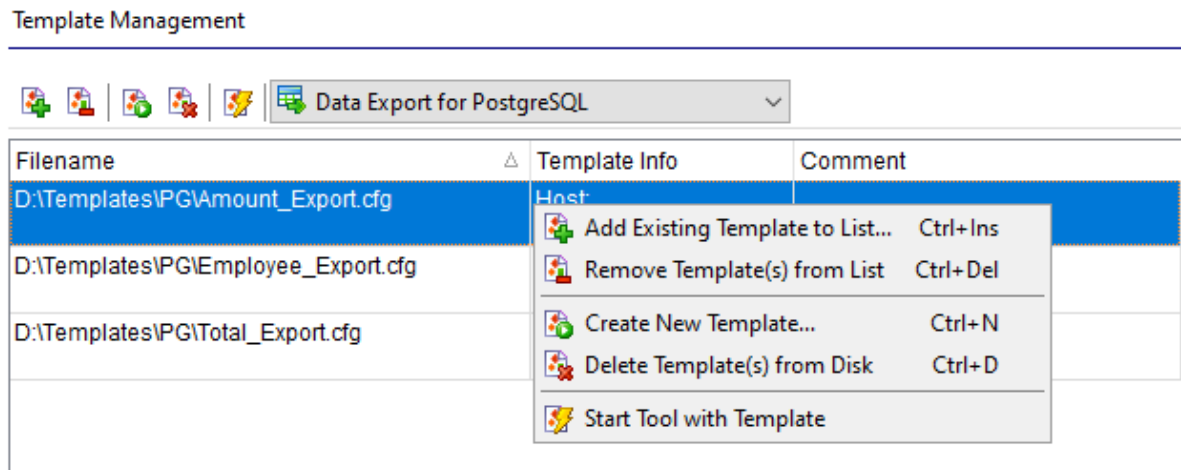 Template Management
Data Export for PostgreSQL
Filename Template Info Comment
D:\Templates\PG\Amount_Export.cfg Host:
Add Existing Template to List... Ctrl+Ins
Remove Template(s) from List Ctrl+Del
D:\Templates\PG\Employee_Export.cfg
Create New Template... Ctrl+N
D:\Templates\PG\Total_Export.cfg
Delete Template(s) from Disk Ctrl+D
Start Tool with Template